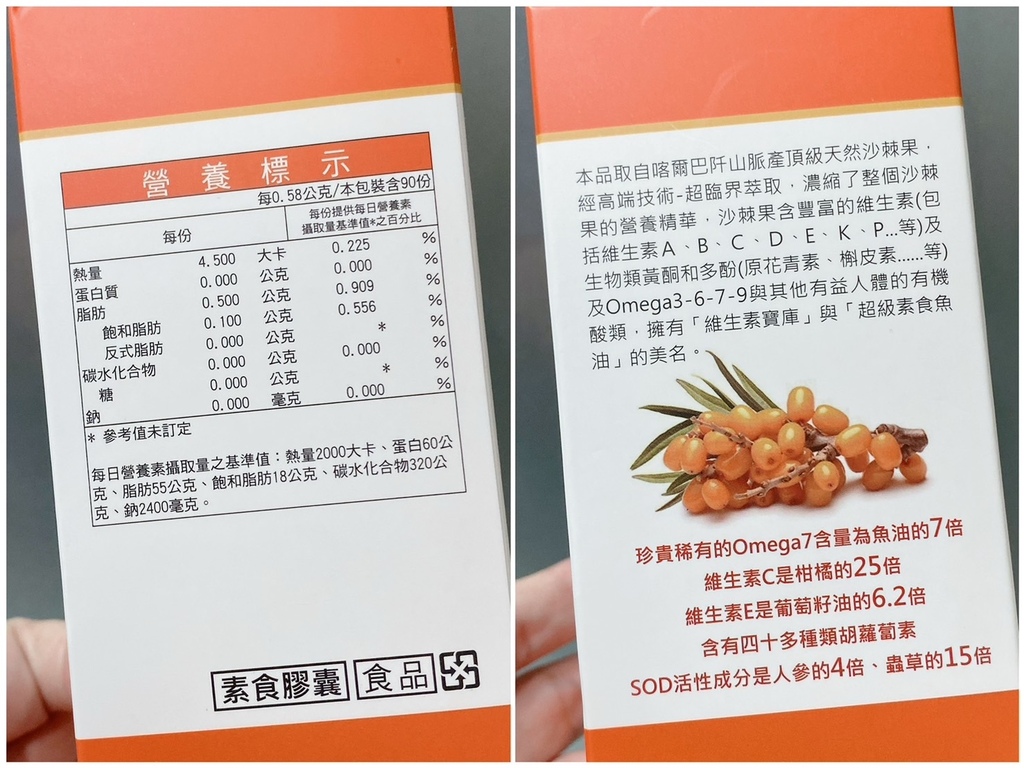 營養標示
每0.58公克/本包裝含90份
每份
每份提供每日營養素
攝取量基準值*之百分比
熱量 4.500 大卡 0.225 %
蛋白質 0.000 公克 0.000 %
脂肪 0.500 公克 0.909 %
飽和脂肪 0.100 公克 0.556 %
反式脂肪 0.000 公克 * %
碳水化合物 0.000 公克 0.000 %
糖 0.000 公克 * %
鈉 0.000 毫克 0.000 %
* 參考值未訂定
每日營養素攝取量之基準值：熱量2000大卡、蛋白60公
克、脂肪55公克、飽和脂肪18公克、碳水化合物320公
克、鈉2400毫克。
素食膠囊 食品
本品取自喀爾巴阡山脈產頂級天然沙棘果，
經高端技術-超臨界萃取，濃縮了整個沙棘
果的營養精華，沙棘果含豐富的維生素(包
括維生素A、B、C、D、E、K、P...等)及
生物類黃酮和多酚(原花青素、槲皮素......等)
及Omega3-6-7-9與其他有益人體的有機
酸類，擁有「維生素寶庫」與「超級素食魚
油」的美名。
珍貴稀有的Omega7含量為魚油的7倍
維生素C是柑橘的25倍
維生素E是葡萄籽油的6.2倍
含有四十多種類胡蘿蔔素
SOD活性成分是人參的4倍、蟲草的15倍